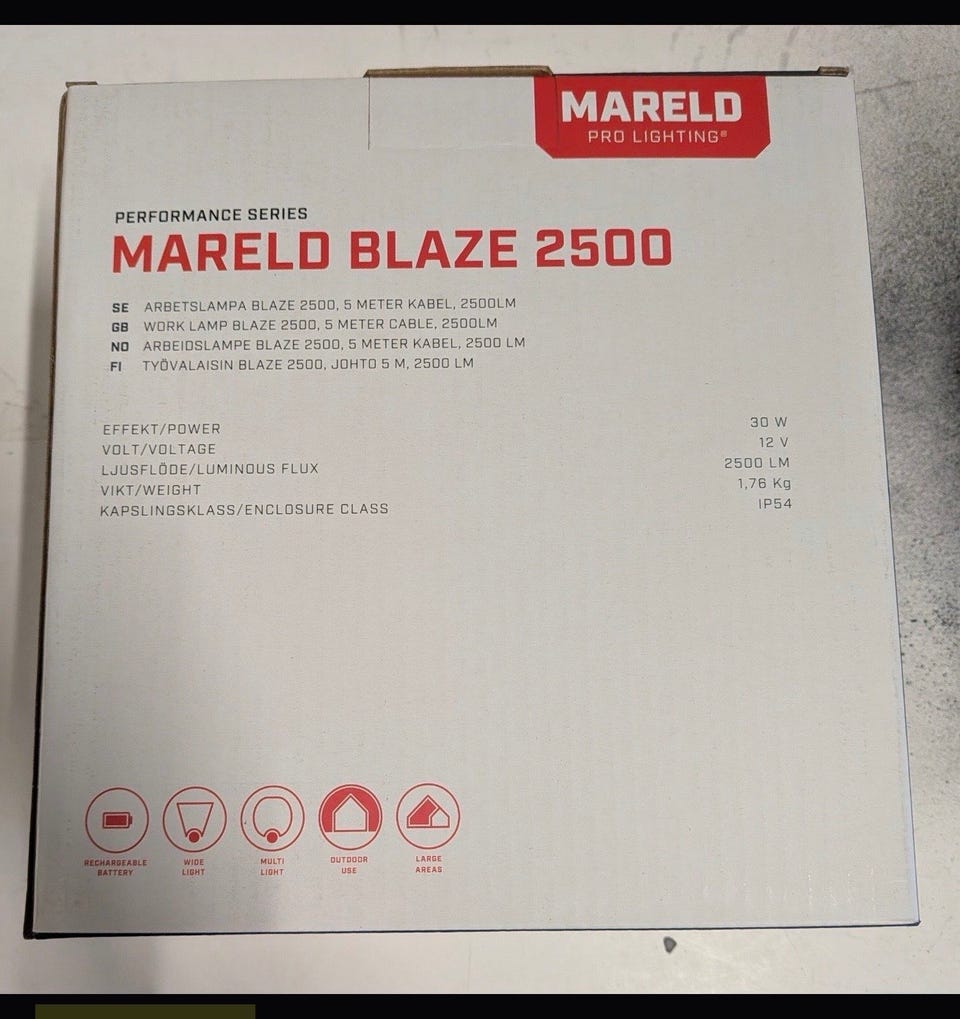 MARELD
PRO LIGHTING®
PERFORMANCE SERIES
MARELD BLAZE 2500
SE ARBETSLAMPA BLAZE 2500, 5 METER KABEL, 2500LM
GB WORK LAMP BLAZE 2500, 5 METER CABLE, 2500LM
NO ARBEIDSLAMPE BLAZE 2500, 5 METER KABEL, 2500 LM
FI TYÖVALAISIN BLAZE 2500, JOHTO 5 M, 2500 LM
EFFEKT/POWER 30 W
VOLT/VOLTAGE 12 V
LJUSFLÖDE/LUMINOUS FLUX 2500 LM
VIKT/WEIGHT 1,76 Kg
KAPSLINGSKLASS/ENCLOSURE CLASS IP54
RECHARGEABLE BATTERY
WIDE LIGHT
MULTI LIGHT
OUTDOOR USE
LARGE AREAS